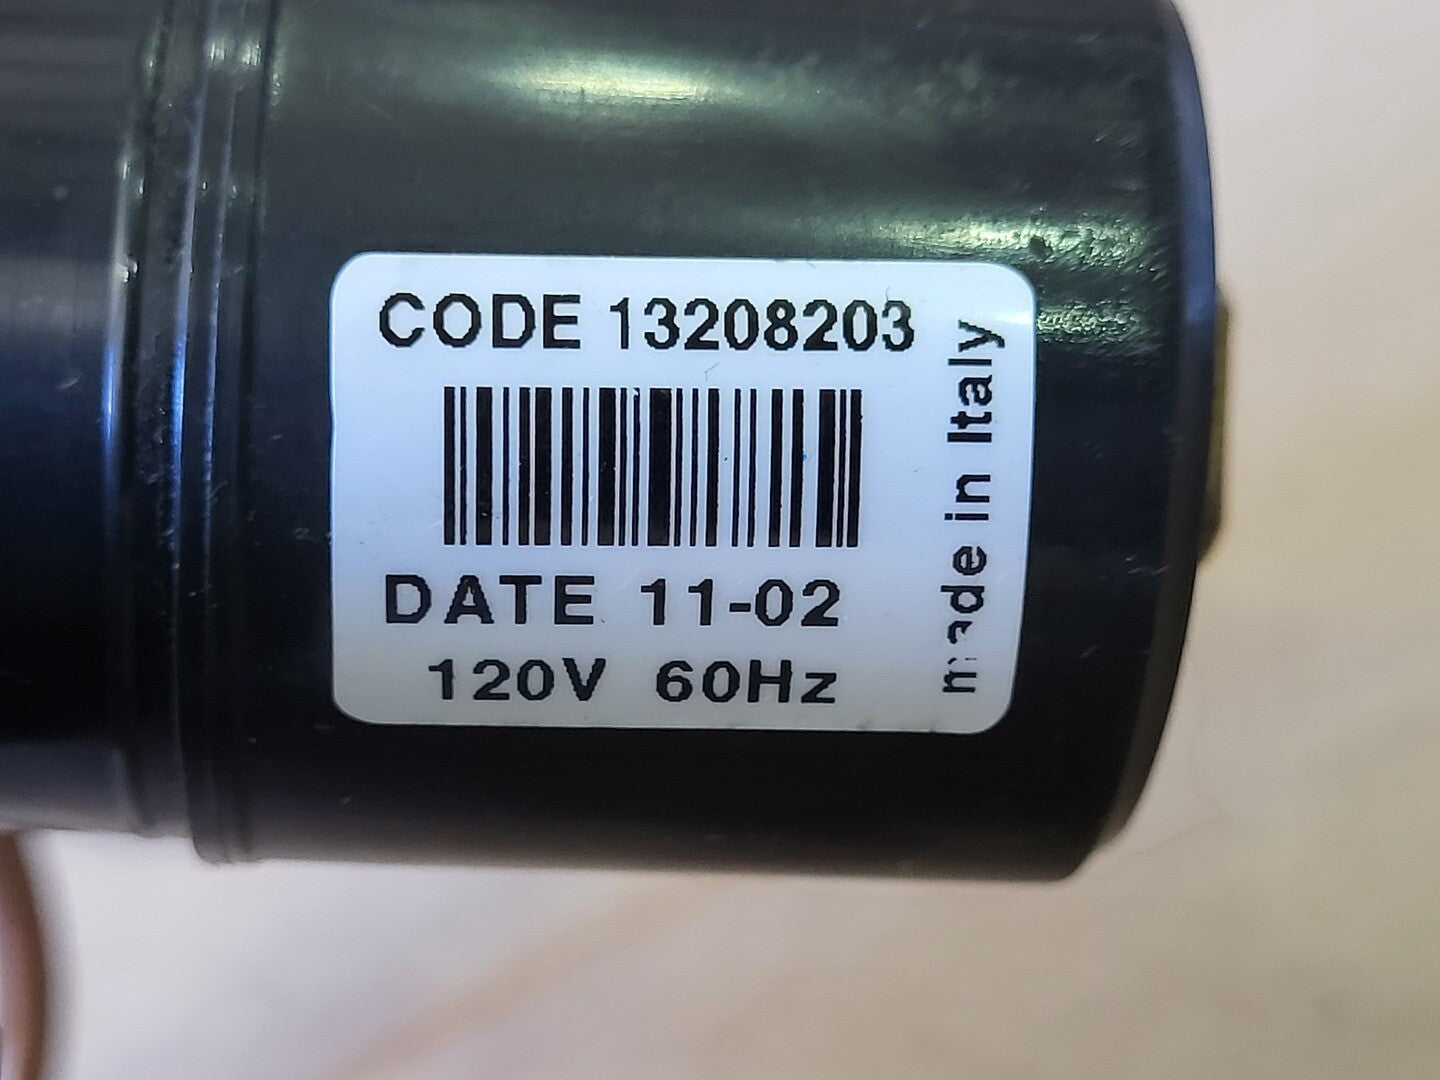 CODE 13208203
DATE 11-02
120V 60Hz
made in Italy